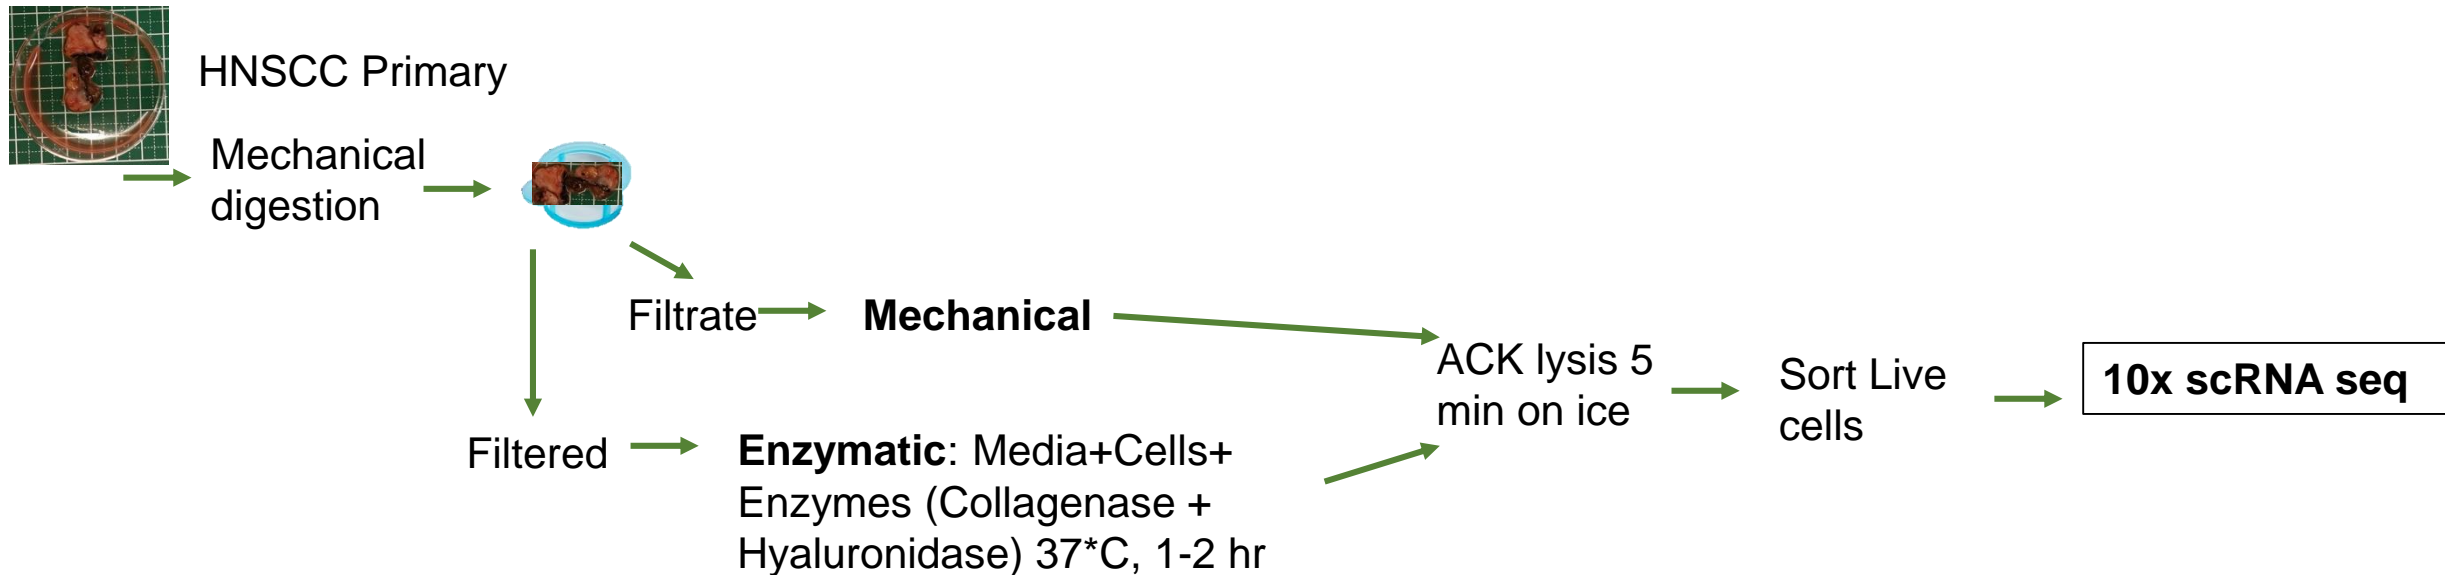 HNSCC Primary
Mechanical
digestion
Filtrate
Mechanical
Filtered
Enzymatic: Media+Cells+
Enzymes (Collagenase +
Hyaluronidase) 37*C, 1-2 hr
ACK lysis 5
min on ice
Sort Live
cells
10x scRNA seq